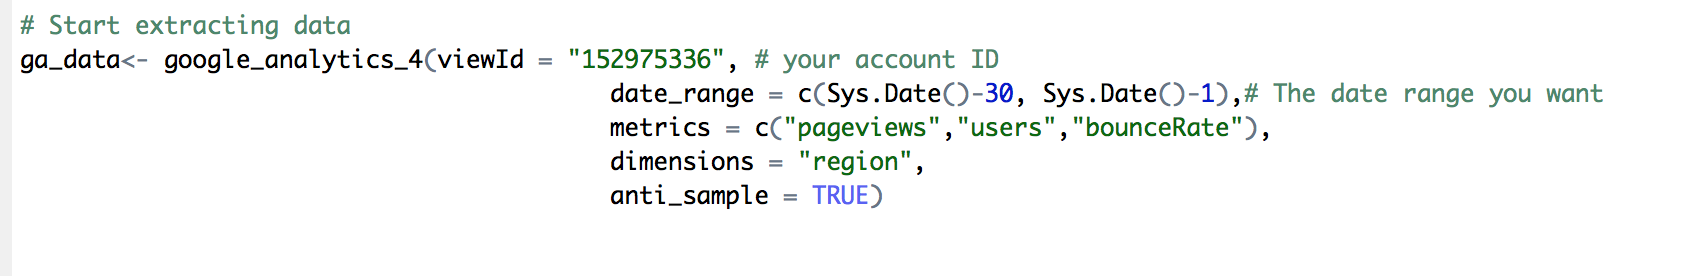 # Start extracting data
ga_data<- google_analytics_4(viewId = "152975336", # your account ID
date_range = c(Sys.Date()-30, Sys.Date()-1),# The date range you want
metrics = c("pageviews","users","bounceRate"),
dimensions = "region",
anti_sample = TRUE)